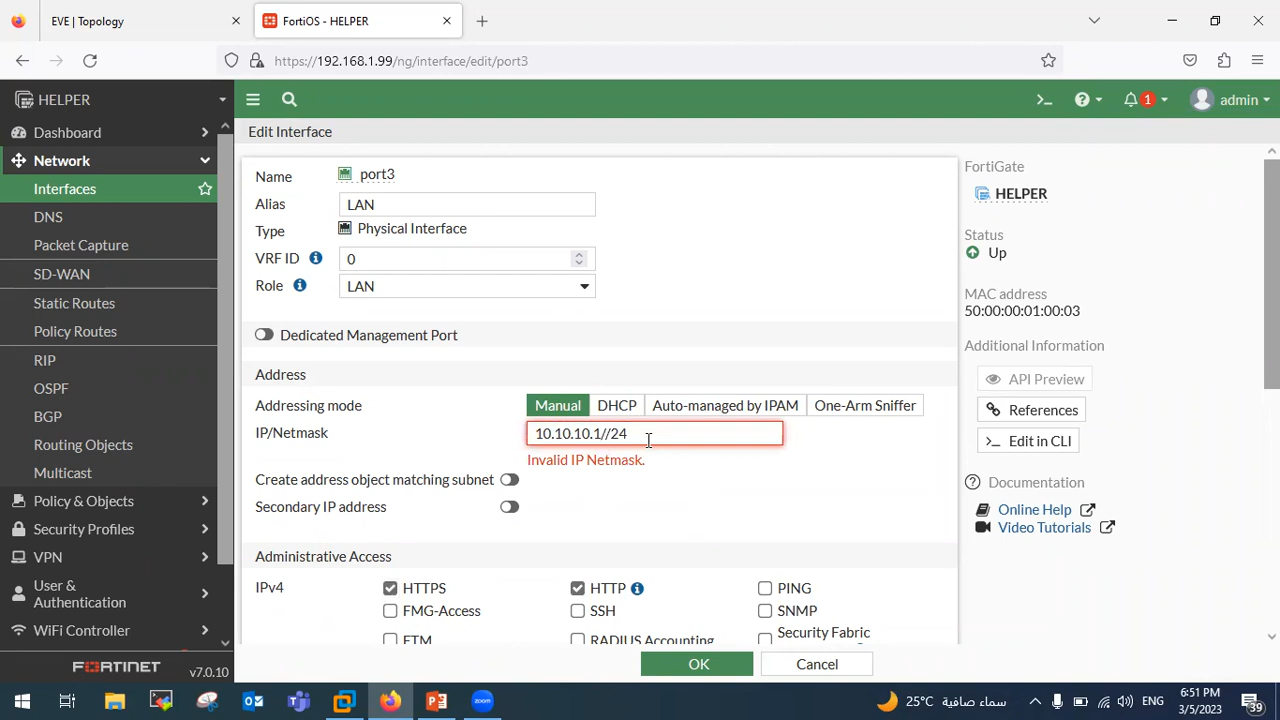 EVE | Topology
FortiOS - HELPER
https://192.168.1.99/ng/interface/edit/port3
HELPER
admin
1
Dashboard
Network
Interfaces
DNS
Packet Capture
SD-WAN
Static Routes
Policy Routes
RIP
OSPF
BGP
Routing Objects
Multicast
Policy & Objects
Security Profiles
VPN
User &
Authentication
WiFi Controller
FORTINET
v7.0.10
Edit Interface
Name
port3
Alias
LAN
Type
Physical Interface
VRF ID
0
Role
LAN
Dedicated Management Port
Address
Addressing mode
Manual
DHCP
Auto-managed by IPAM
One-Arm Sniffer
IP/Netmask
10.10.10.1//24
Invalid IP Netmask.
Create address object matching subnet
Secondary IP address
Administrative Access
IPv4
HTTPS
HTTP
PING
FMG-Access
SSH
SNMP
FTM
RADIUS Accounting
Security Fabric
OK
Cancel
FortiGate
HELPER
Status
Up
MAC address
50:00:00:01:00:03
Additional Information
API Preview
References
Edit in CLI
Documentation
Online Help
Video Tutorials
25°C سماء صافية
ENG
6:51 PM
3/5/2023
39